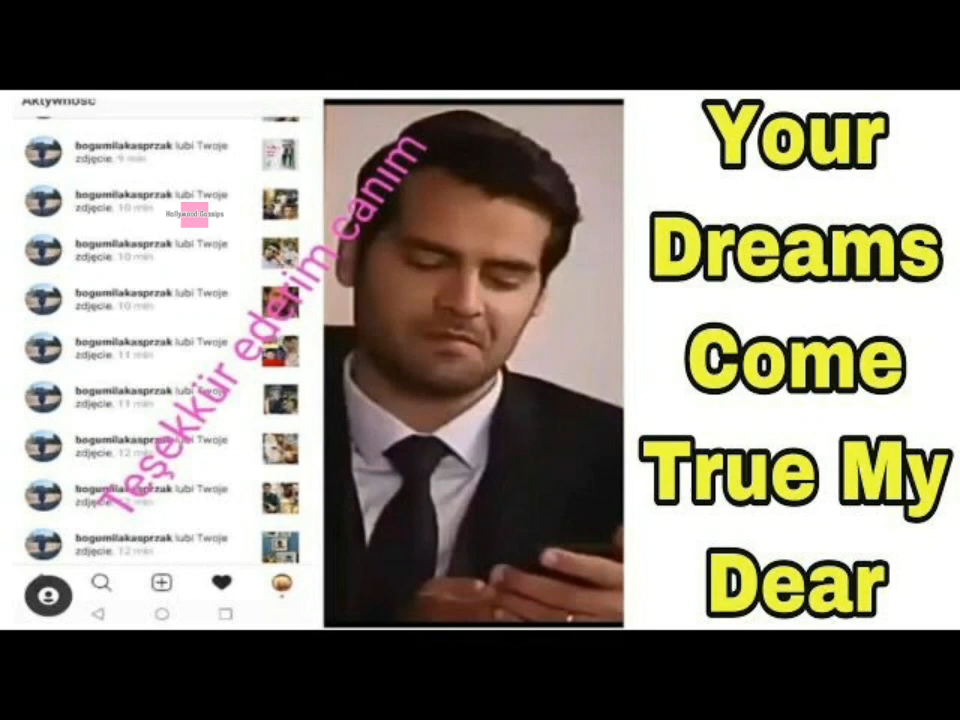 Aktywność
bogumilakasprzak lubi Twoje
zdjęcie. 9 min
bogumilakasprzak lubi Twoje
zdjęcie. 10 min
Hollywood Gossips
bogumilakasprzak lubi Twoje
zdjęcie. 10 min
bogumilakasprzak lubi Twoje
zdjęcie. 10 min
bogumilakasprzak lubi Twoje
zdjęcie. 11 min
bogumilakasprzak lubi Twoje
zdjęcie. 11 min
bogumilakasprzak lubi Twoje
zdjęcie. 12 min
bogumilakasprzak lubi Twoje
zdjęcie. 12 min
bogumilakasprzak lubi Twoje
zdjęcie. 12 min
Teşekkür ederim canım
Your
Dreams
Come
True My
Dear